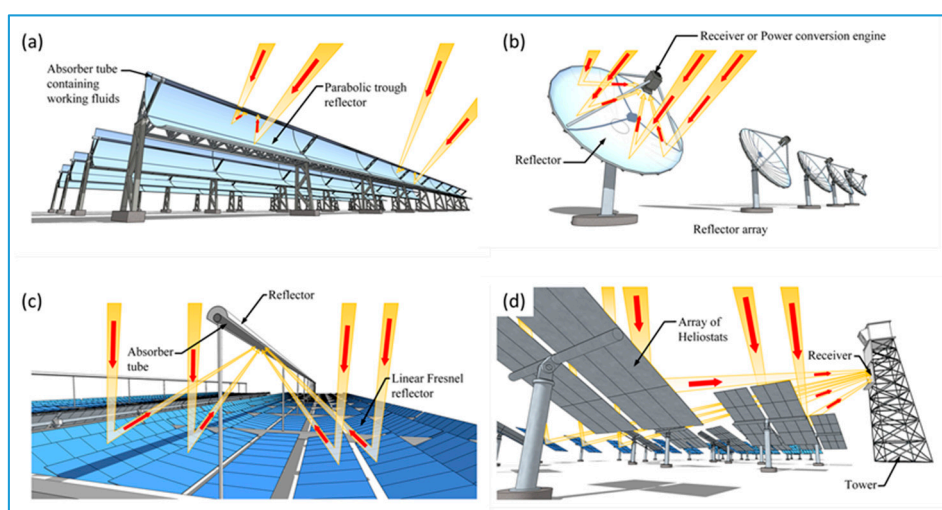 (a)
Absorber tube
containing
working fluids
Parabolic trough
reflector
(b)
Receiver or Power conversion engine
Reflector
Reflector array
(c)
Reflector
Absorber
tube
Linear Fresnel
reflector
(d)
Array of
Heliostats
Receiver
Tower